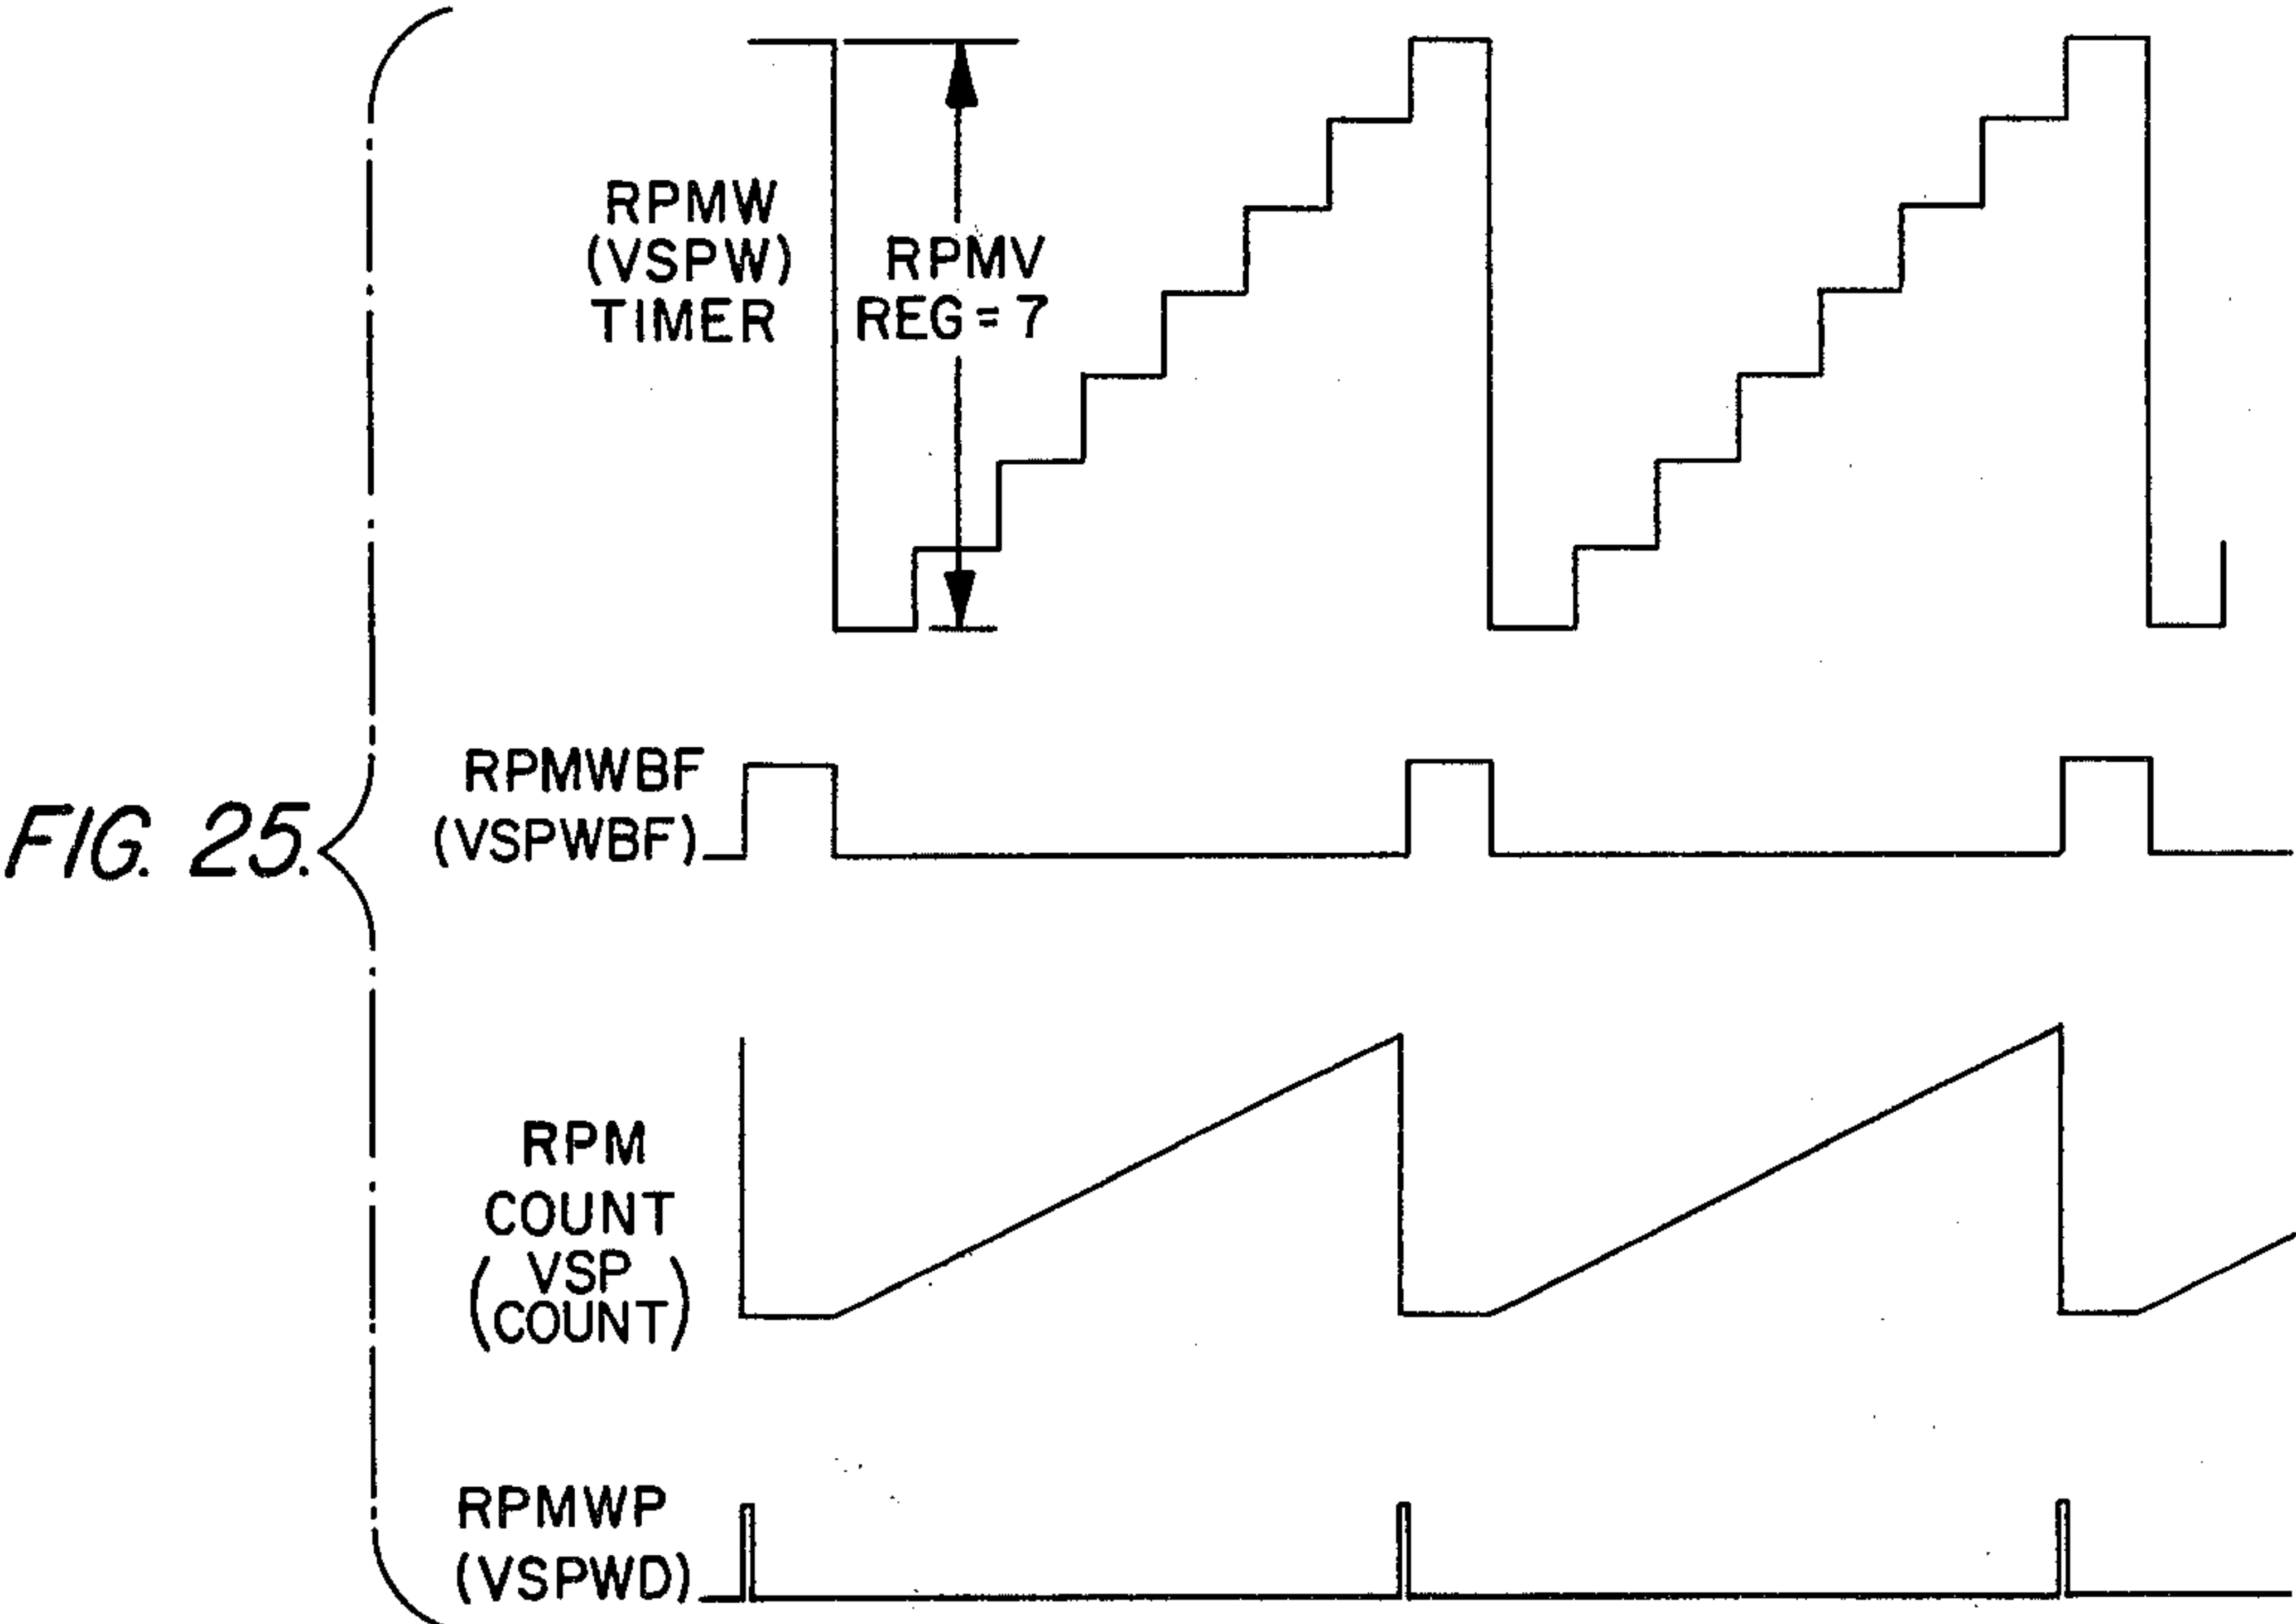 RPMW
(VSPW)
TIMER
RPMV
REG = 7
RPMWBF
(VSPWBF)
FIG. 25.
RPM
COUNT
(VSP
COUNT)
RPMWP
(VSPWD)